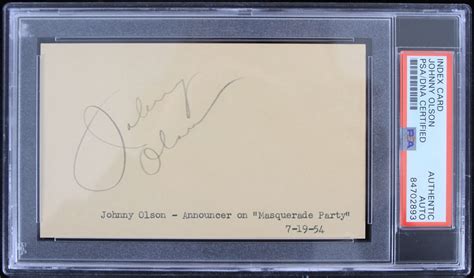 Johnny
Olson
Johnny Olson - Announcer on "Masquerade Party"
7-19-54
INDEX CARD
JOHNNY OLSON
PSA/DNA CERTIFIED
AUTHENTIC
AUTO
84702893
PSA